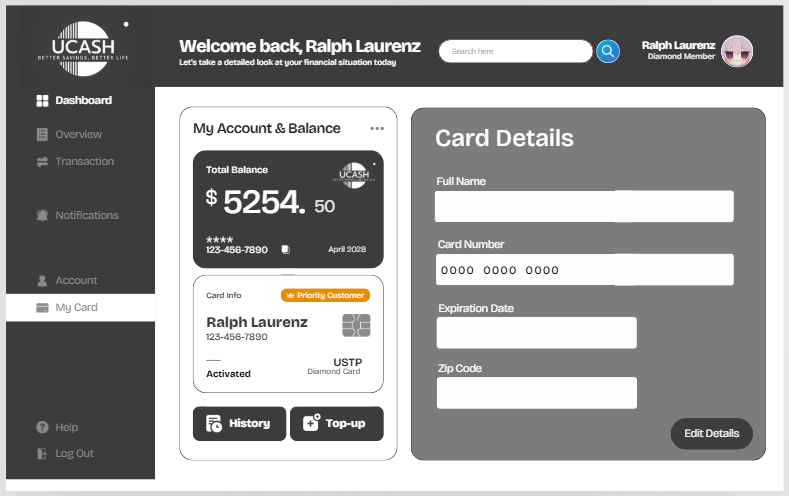 UCASH
BETTER SAVINGS, BETTER LIFE
Dashboard
Overview
Transaction
Notifications
Account
My Card
Help
Log Out
Welcome back, Ralph Laurenz
Let's take a detailed look at your financial situation today
Search here
Ralph Laurenz
Diamond Member
My Account & Balance
Total Balance
UCASH
$ 5254. 50
****
123-456-7890
April 2028
Card Info
Priority Customer
Ralph Laurenz
123-456-7890
USTP
Diamond Card
Activated
History
Top-up
Card Details
Full Name
Card Number
0000 0000 0000
Expiration Date
Zip Code
Edit Details